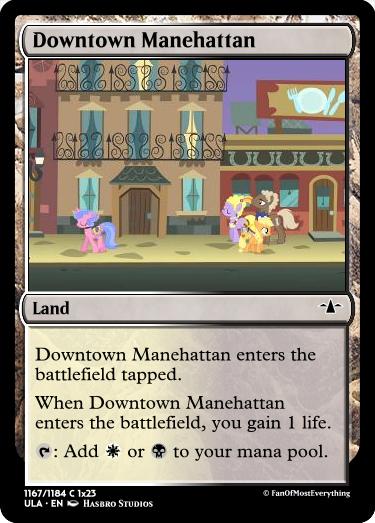 Downtown Manehattan
Land
Downtown Manehattan enters the
battlefield tapped.
When Downtown Manehattan
enters the battlefield, you gain 1 life.
: Add or to your mana pool.
1167/1184 C 1x23
ULA • EN Hasbro Studios
© FanOfMostEverything